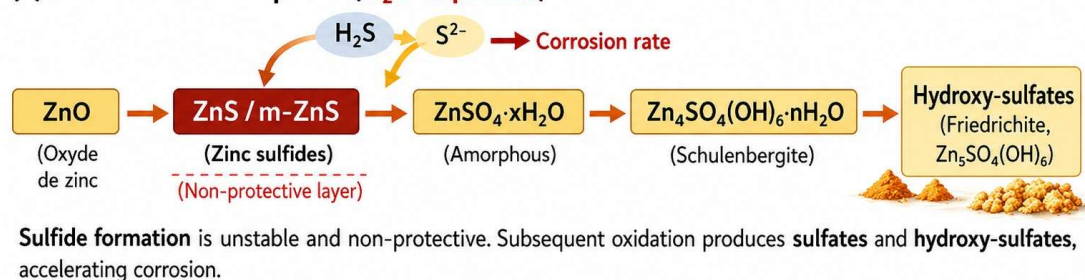 H₂S
S²⁻
Corrosion rate
ZnO
ZnS / m-ZnS
ZnSO₄·xH₂O
Zn₄SO₄(OH)₆·nH₂O
Hydroxy-sulfates
(Friedrichite,
Zn₅SO₄(OH)₆)
(Oxyde
de zinc
(Zinc sulfides)
(Non-protective layer)
(Amorphous)
(Schulenbergite)
Sulfide formation is unstable and non-protective. Subsequent oxidation produces sulfates and hydroxy-sulfates,
accelerating corrosion.